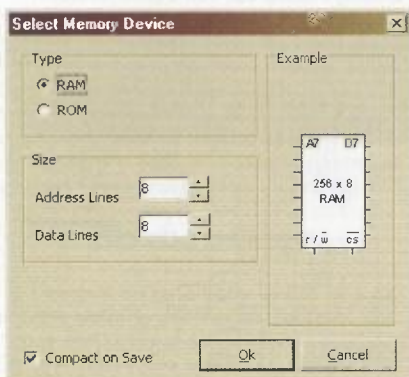 Select Memory Device
Type
RAM
ROM
Size
Address Lines 8
Data Lines 8
Compact on Save
Example
A7 D7
256 x 8
RAM
r / w̅ c̅s̅
Ok Cancel